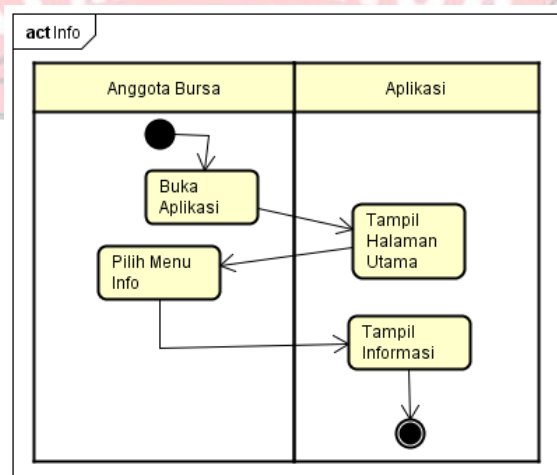 act Info
Anggota Bursa
Aplikasi
Buka
Aplikasi
Tampil
Halaman
Utama
Pilih Menu
Info
Tampil
Informasi